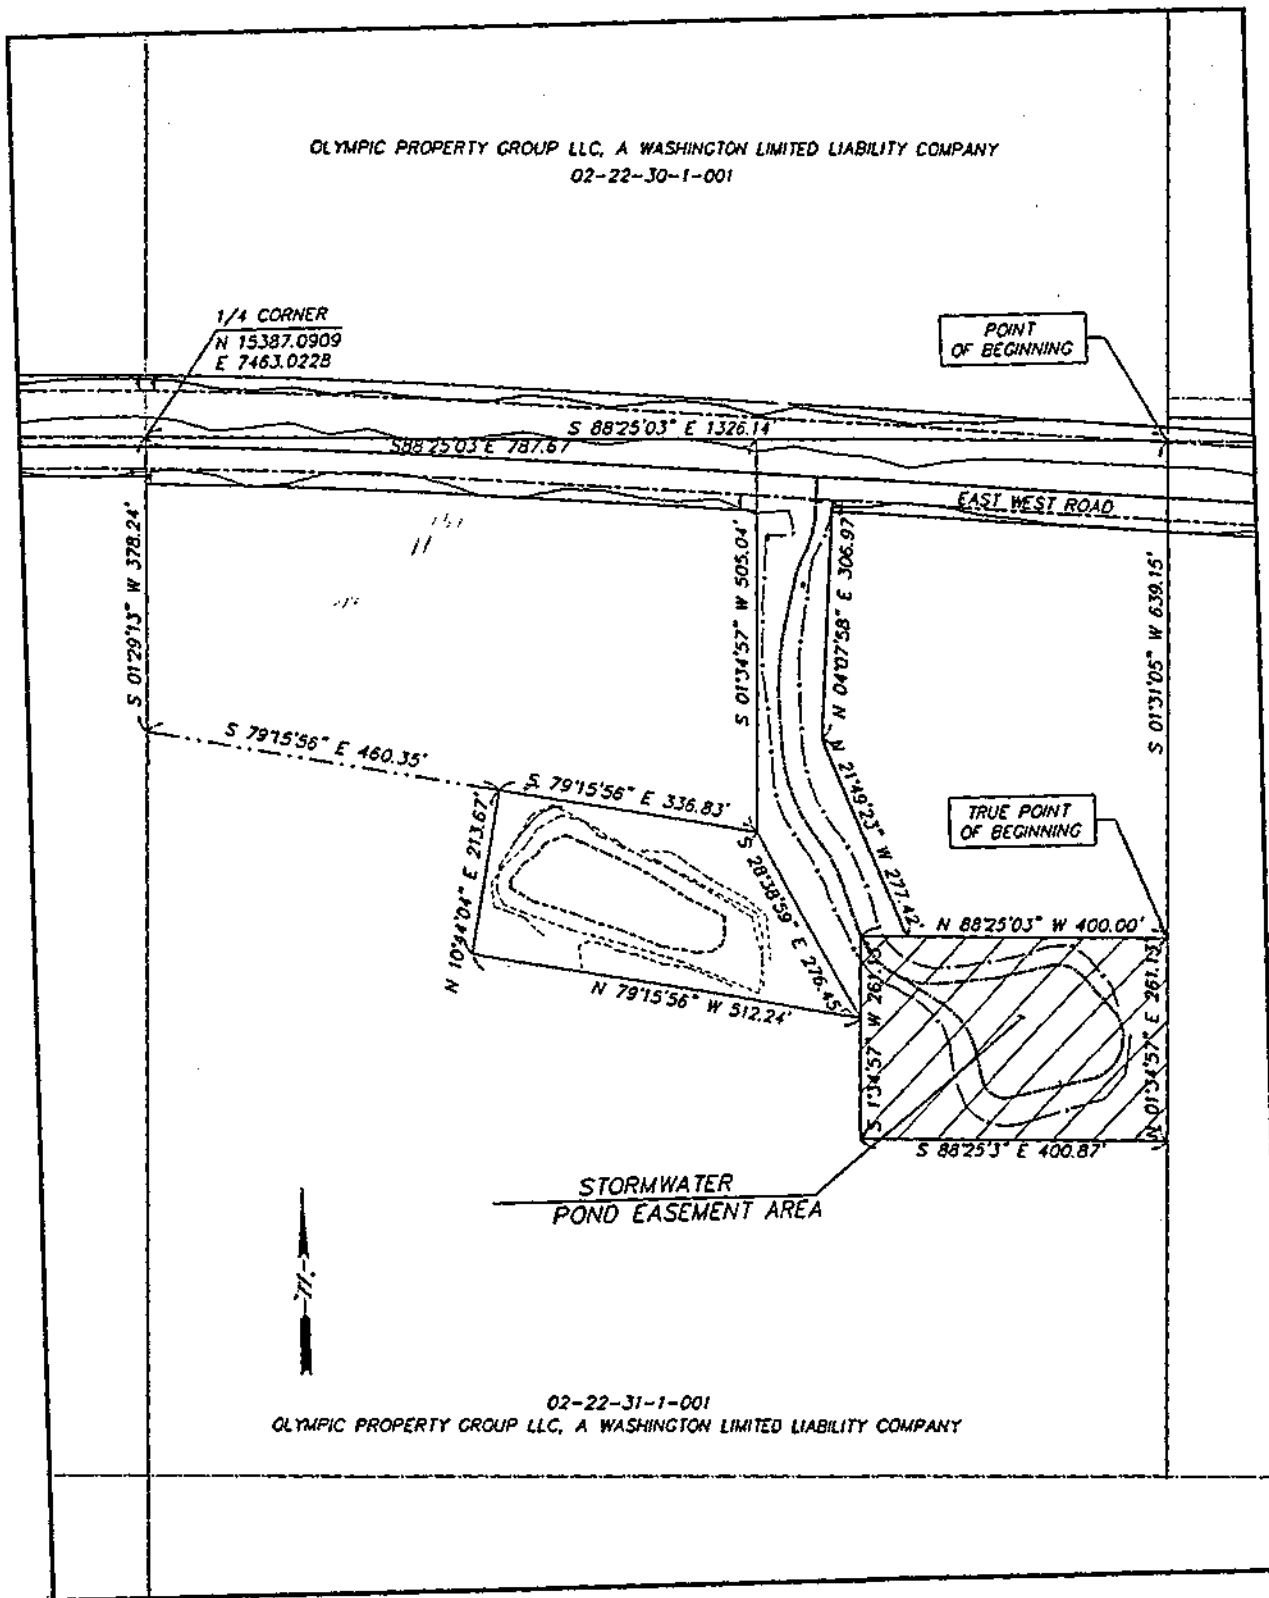 OLYMPIC PROPERTY GROUP LLC, A WASHINGTON LIMITED LIABILITY COMPANY
02-22-30-1-001
1/4 CORNER
N 15387.0909
E 7463.0228
POINT
OF BEGINNING
S 88°25'03" E 1326.14'
S88°25'03"E 787.67'
EAST WEST ROAD
S 01°29'13" W 378.24'
S 01°34'57" W 505.04'
N 04°07'58" E 306.97'
S 01°31'05" W 639.15'
S 79°15'56" E 460.35'
S 79°15'56" E 336.83'
N 21°49'23" W 277.42'
TRUE POINT
OF BEGINNING
N 10°44'04" E 213.67'
S 28°38'59" E 276.45'
N 88°25'03" W 400.00'
N 79°15'56" W 512.24'
S 1°34'57" W 261.13'
N 01°34'57" E 261.13'
S 88°25'3" E 400.87'
STORMWATER
POND EASEMENT AREA
02-22-31-1-001
OLYMPIC PROPERTY GROUP LLC, A WASHINGTON LIMITED LIABILITY COMPANY